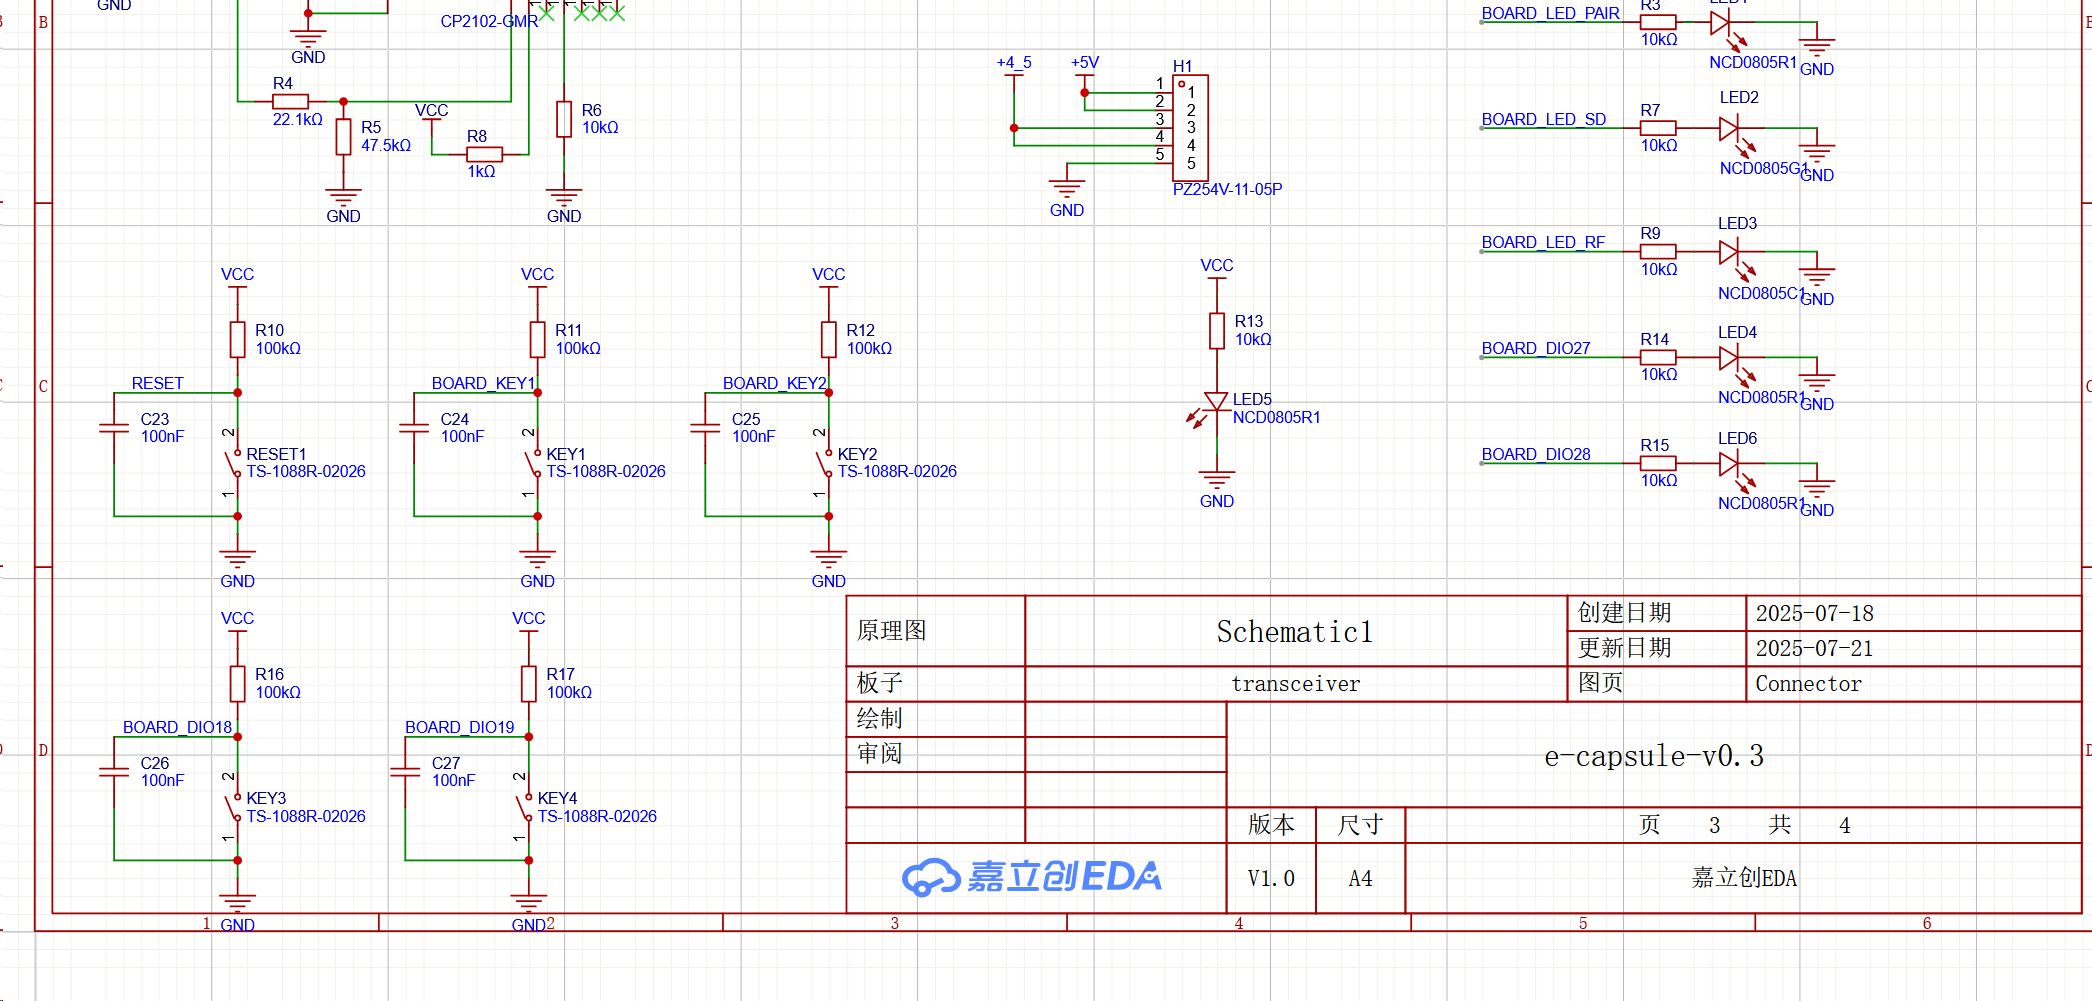 GND
B
CP2102-GMR
GND
R4
22.1kΩ
R5
47.5kΩ
VCC
R8
1kΩ
R6
10kΩ
GND
GND
+4_5
+5V
H1
1
2
3
4
5
1
2
3
4
5
PZ254V-11-05P
GND
BOARD_LED_PAIR
R3
10kΩ
NCD0805R1
GND
BOARD_LED_SD
R7
10kΩ
LED2
NCD0805G1
GND
BOARD_LED_RF
R9
10kΩ
LED3
NCD0805C1
GND
BOARD_DIO27
R14
10kΩ
LED4
NCD0805R1
GND
BOARD_DIO28
R15
10kΩ
LED6
NCD0805R1
GND
VCC
R10
100kΩ
RESET
C23
100nF
2
RESET1
TS-1088R-02026
1
GND
VCC
R11
100kΩ
BOARD_KEY1
C24
100nF
2
KEY1
TS-1088R-02026
1
GND
VCC
R12
100kΩ
BOARD_KEY2
C25
100nF
2
KEY2
TS-1088R-02026
1
GND
VCC
R13
10kΩ
LED5
NCD0805R1
GND
C
VCC
R16
100kΩ
BOARD_DIO18
C26
100nF
2
KEY3
TS-1088R-02026
1
GND
VCC
R17
100kΩ
BOARD_DIO19
C27
100nF
2
KEY4
TS-1088R-02026
1
GND
D
原理图
Schematic1
创建日期
2025-07-18
更新日期
2025-07-21
板子
transceiver
图页
Connector
绘制
审阅
e-capsule-v0.3
版本
尺寸
页 3 共 4
嘉立创EDA
V1.0
A4
嘉立创EDA
1
2
3
4
5
6